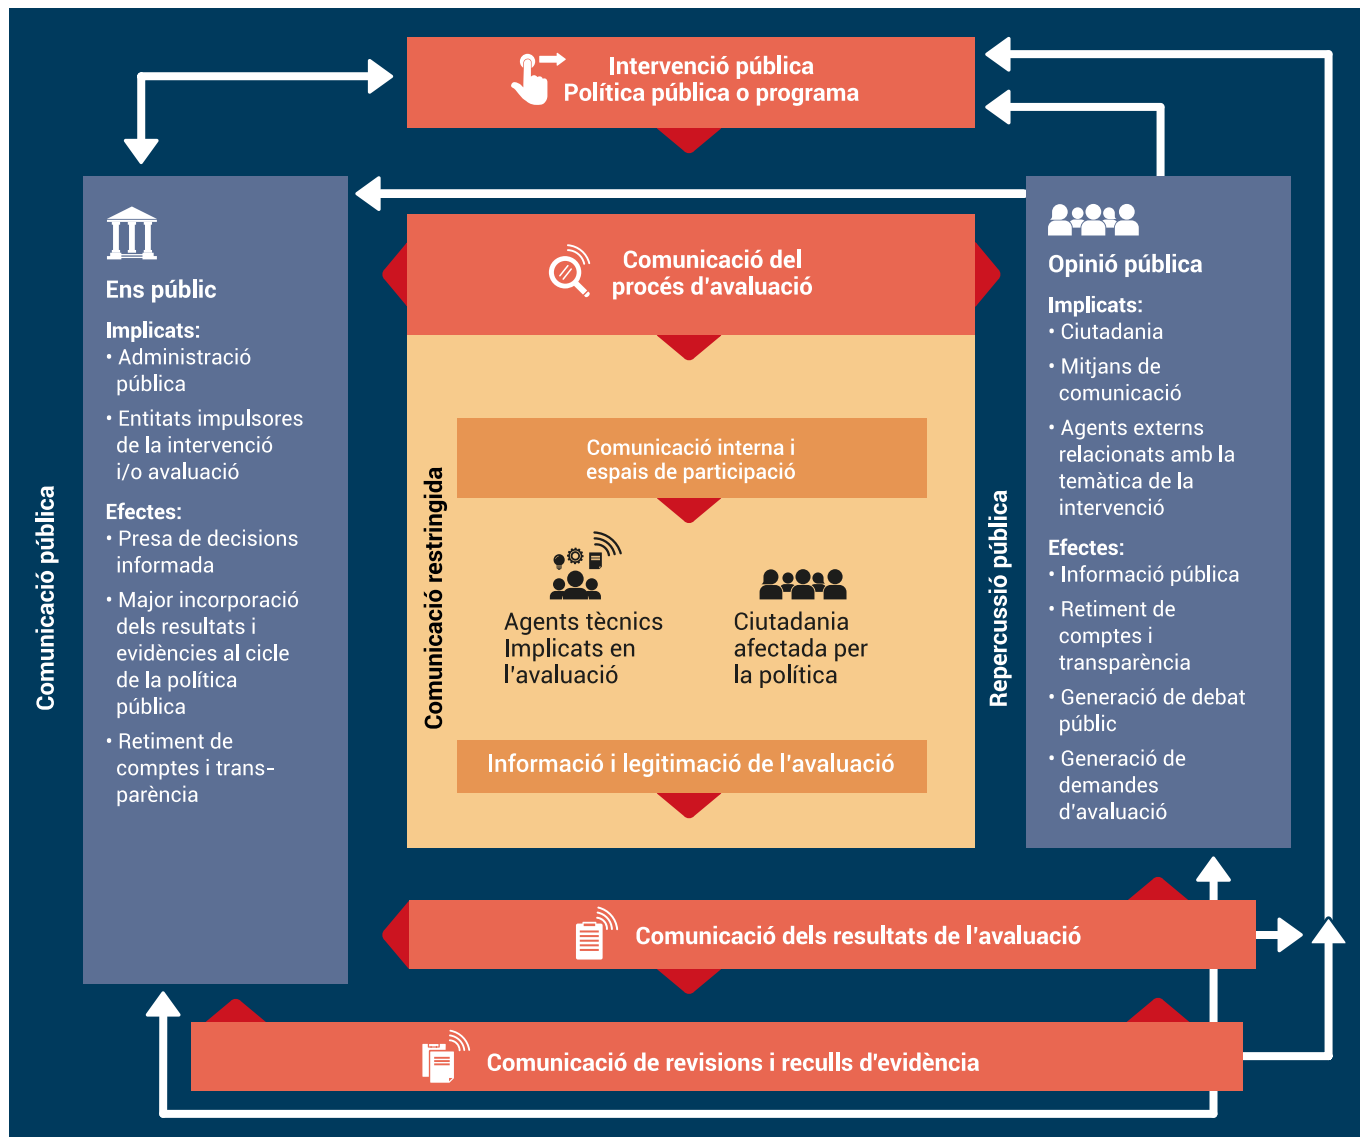 Intervenció pública
Política pública o programa
Comunicació pública
Ens públic
Implicats:
• Administració
pública
• Entitats impulsores
de la intervenció
i/o avaluació
Efectes:
• Presa de decisions
informada
• Major incorporació
dels resultats i
evidències al cicle
de la política
pública
• Retiment de
comptes i trans-
parència
Comunicació del
procés d'avaluació
Comunicació restringida
Comunicació interna i
espais de participació
Agents tècnics
Implicats en
l'avaluació
Ciutadania
afectada per
la política
Informació i legitimació de l'avaluació
Repercussió pública
Opinió pública
Implicats:
• Ciutadania
• Mitjans de
comunicació
• Agents externs
relacionats amb la
temàtica de la
intervenció
Efectes:
• Informació pública
• Retiment de
comptes i
transparència
• Generació de debat
públic
• Generació de
demandes
d'avaluació
Comunicació dels resultats de l'avaluació
Comunicació de revisions i reculls d'evidència